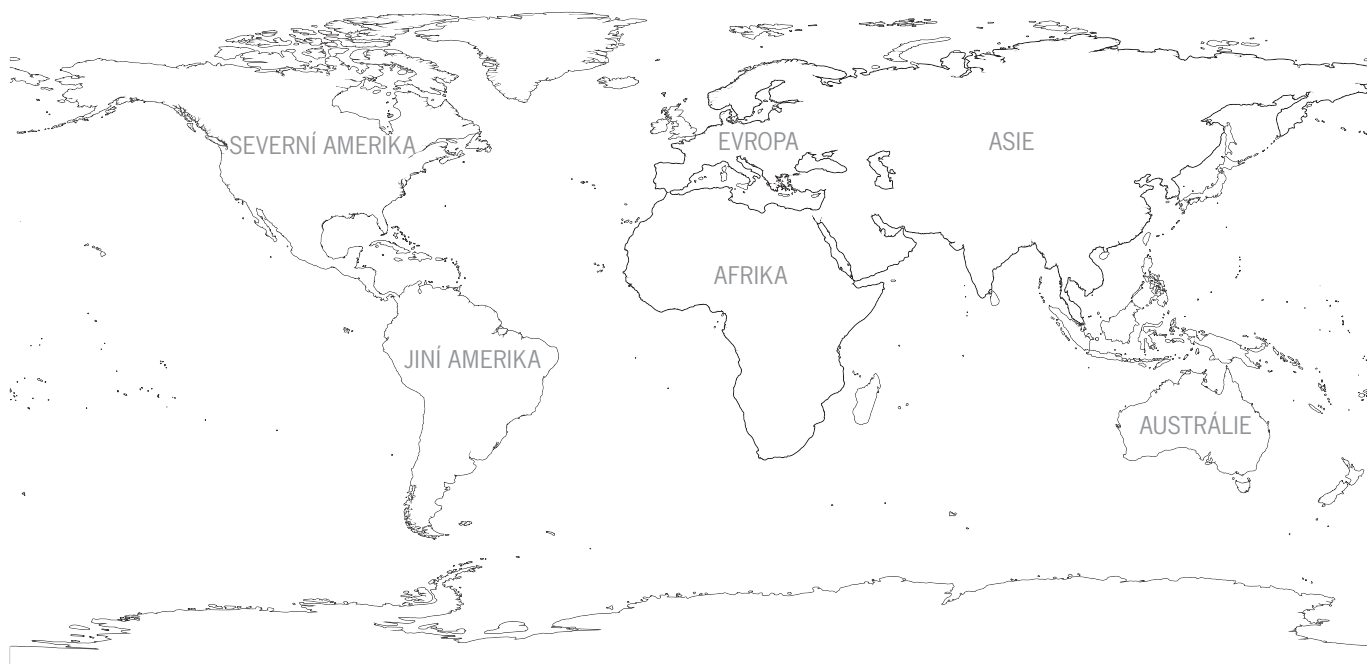 SEVERNÍ AMERIKA
EVROPA
ASIE
AFRIKA
JINÍ AMERIKA
AUSTRÁLIE